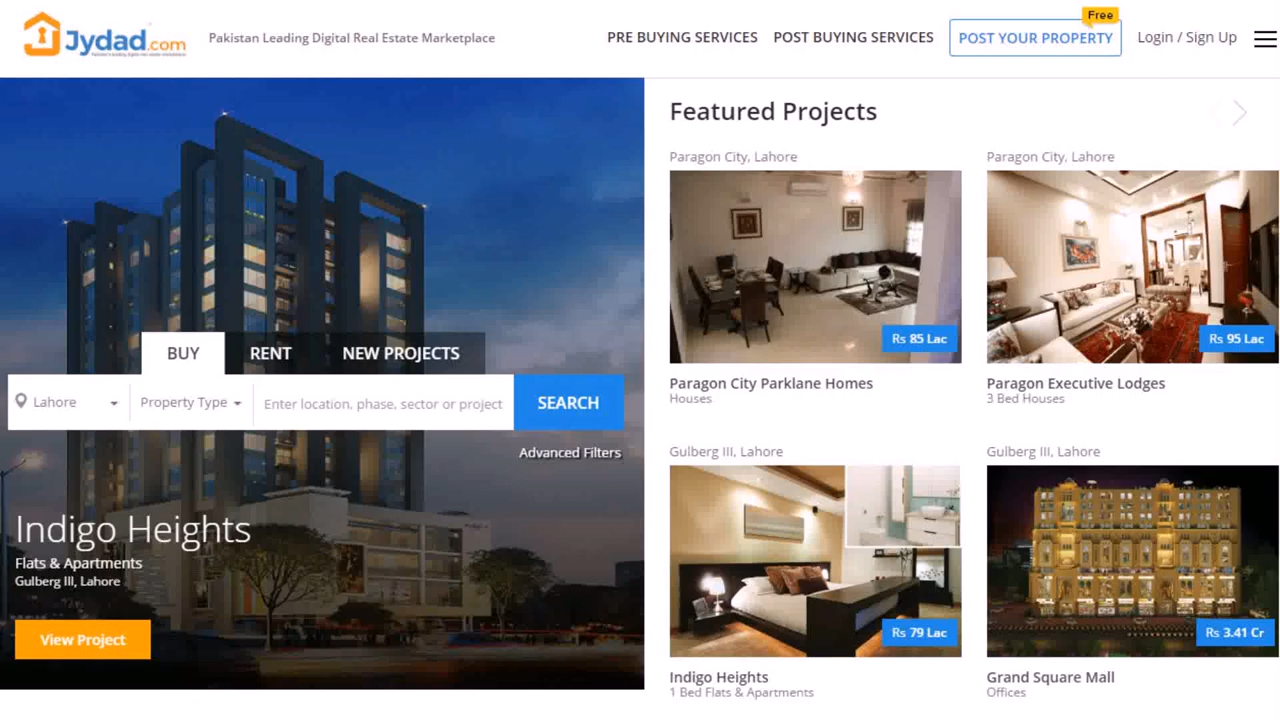 Jydad.com
Pakistan Leading Digital Real Estate Marketplace
PRE BUYING SERVICES
POST BUYING SERVICES
Free
POST YOUR PROPERTY
Login / Sign Up
BUY
RENT
NEW PROJECTS
Lahore
Property Type
Enter location, phase, sector or project
SEARCH
Advanced Filters
Indigo Heights
Flats & Apartments
Gulberg III, Lahore
View Project
Featured Projects
Paragon City, Lahore
Rs 85 Lac
Paragon City Parklane Homes
Houses
Paragon City, Lahore
Rs 95 Lac
Paragon Executive Lodges
3 Bed Houses
Gulberg III, Lahore
Rs 79 Lac
Indigo Heights
1 Bed Flats & Apartments
Gulberg III, Lahore
Rs 3.41 Cr
Grand Square Mall
Offices